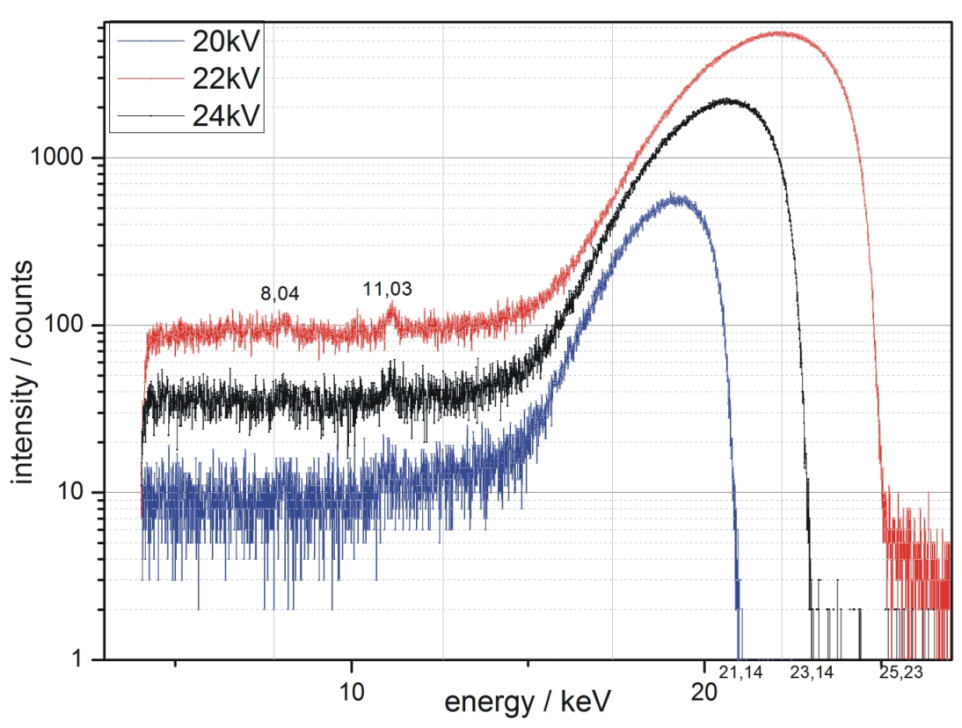 20kV
22kV
24kV
1000
100
10
1
8,04
11,03
intensity / counts
10
20
21,14
23,14
25,23
energy / keV